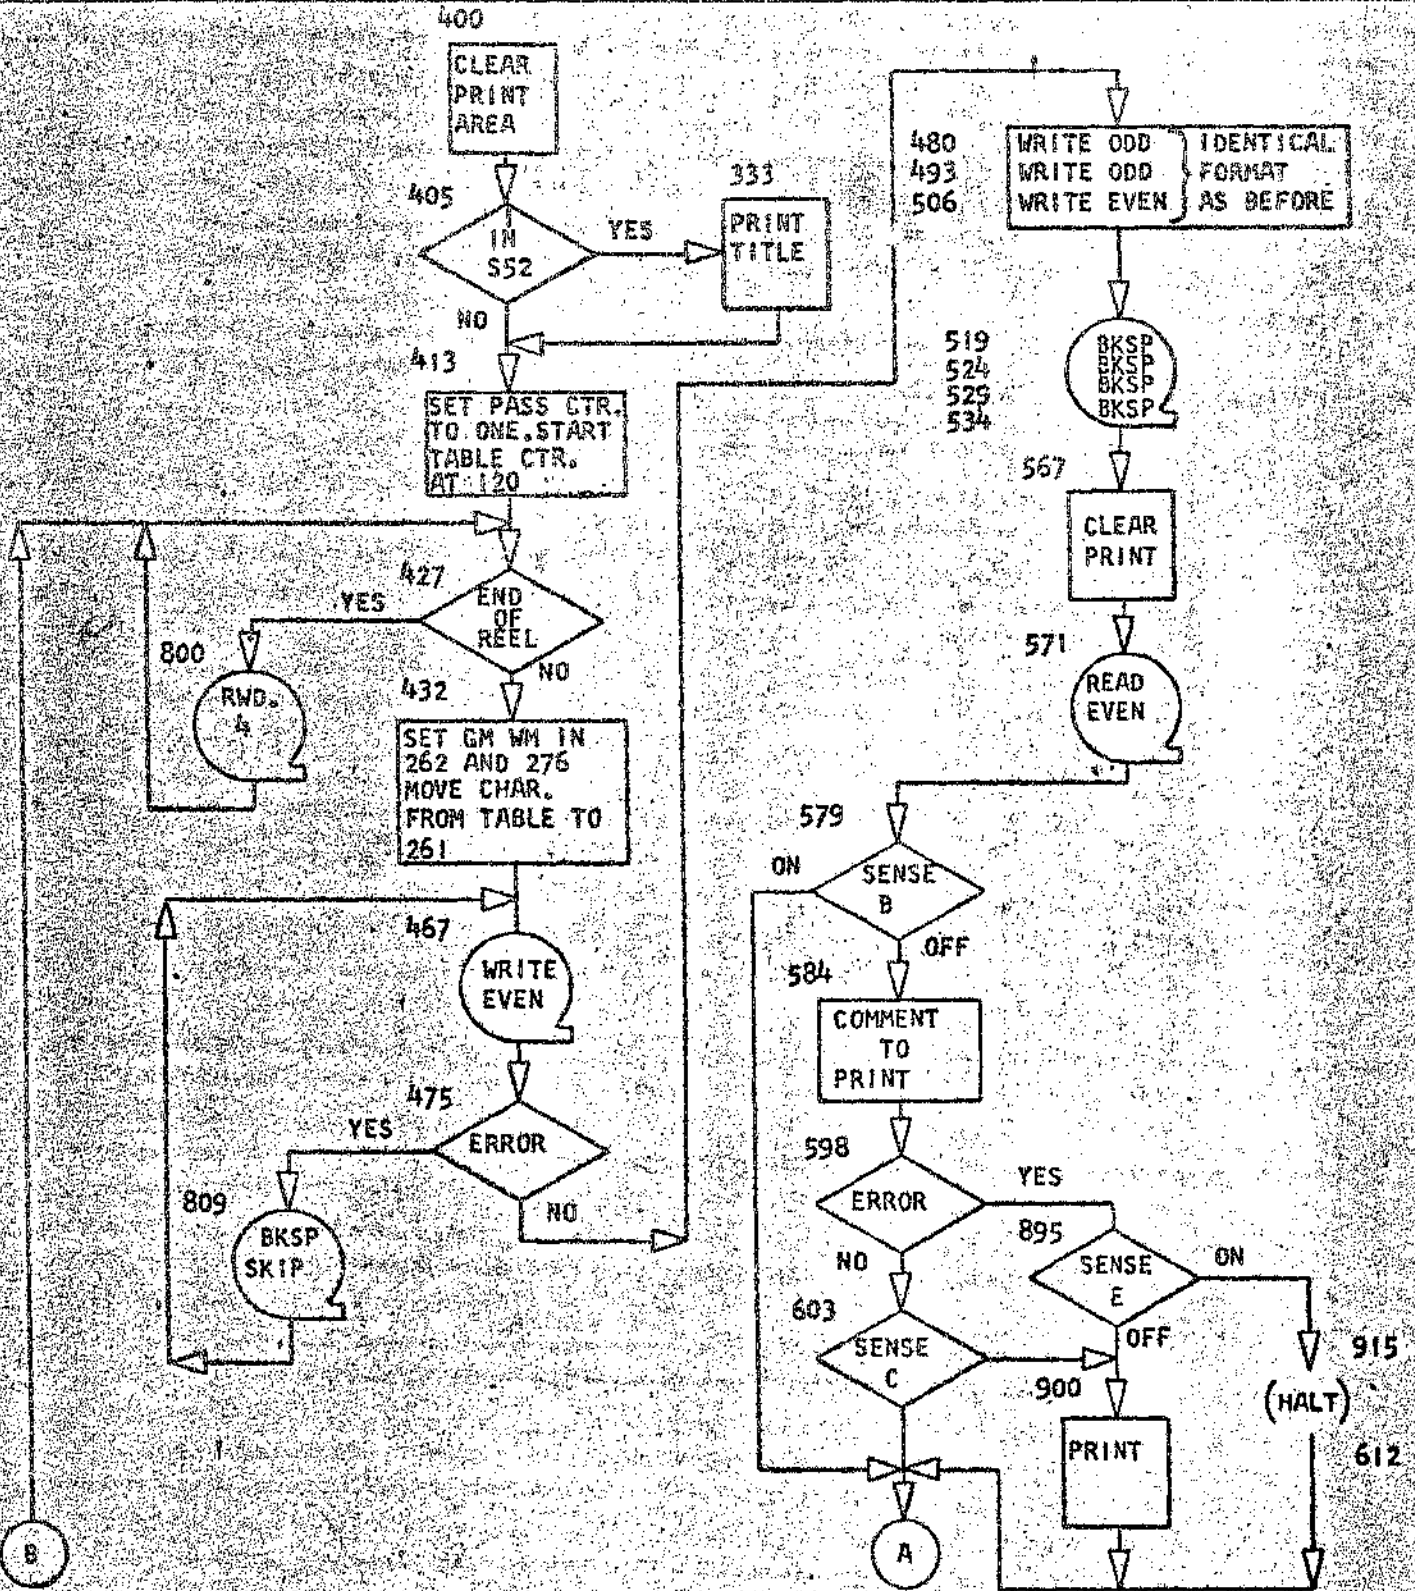 400
CLEAR
PRINT
AREA
405
IN
S52
YES
NO
333
PRINT
TITLE
413
SET PASS CTR.
TO ONE.START
TABLE CTR.
AT 120
427
END
OF
REEL
YES
NO
800
RWD.
4
432
SET GM WM IN
262 AND 276
MOVE CHAR.
FROM TABLE TO
261
467
WRITE
EVEN
475
ERROR
YES
NO
809
BKSP
SKIP
B
480 WRITE ODD IDENTICAL
493 WRITE ODD FORMAT
506 WRITE EVEN AS BEFORE
519 BKSP
524 BKSP
529 BKSP
534 BKSP
567
CLEAR
PRINT
571
READ
EVEN
579
SENSE
B
ON
OFF
584
COMMENT
TO
PRINT
598
ERROR
YES
NO
895
SENSE
E
ON
OFF
603
SENSE
C
900
PRINT
915
(HALT)
612
A